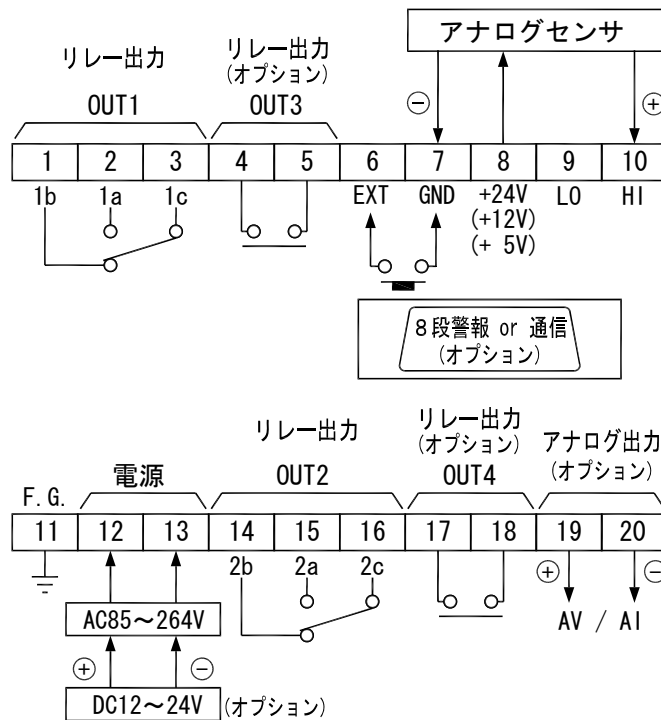 アナログセンサ
リレー出力
リレー出力
(オプション)
OUT1
OUT3
⊖
⊕
1 2 3 4 5 6 7 8 9 10
1b 1a 1c EXT GND +24V LO HI
(+12V)
(+ 5V)
8段警報 or 通信
(オプション)
リレー出力
リレー出力
(オプション)
アナログ出力
(オプション)
F.G.
電源
OUT2
OUT4
11 12 13 14 15 16 17 18 19 20
2b 2a 2c
⊕ ⊖
AC85～264V
AV / AI
⊕ ⊖
DC12～24V (オプション)